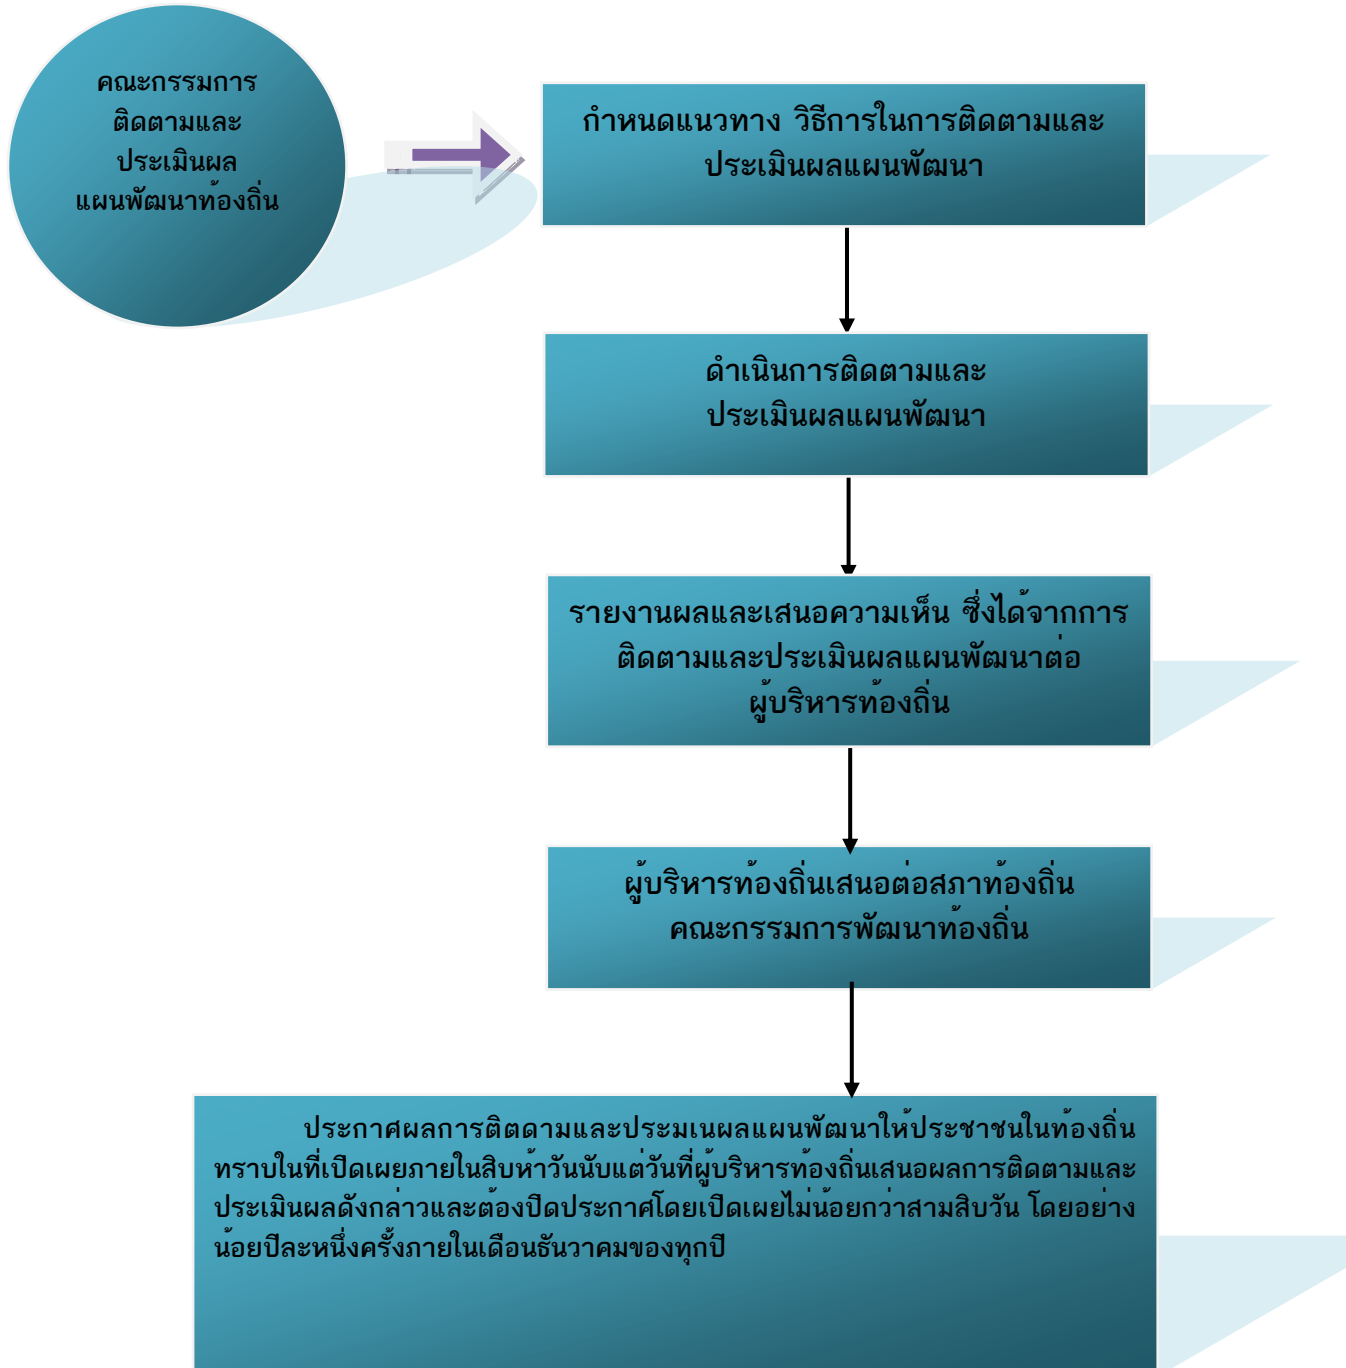 คณะกรรมการ
ติดตามและ
ประเมินผล
แผนพัฒนาท้องถิ่น
กำหนดแนวทาง วิธีการในการติดตามและ
ประเมินผลแผนพัฒนา
ดำเนินการติดตามและ
ประเมินผลแผนพัฒนา
รายงานผลและเสนอความเห็น ซึ่งได้จากการ
ติดตามและประเมินผลแผนพัฒนาต่อ
ผู้บริหารท้องถิ่น
ผู้บริหารท้องถิ่นเสนอต่อสภาท้องถิ่น
คณะกรรมการพัฒนาท้องถิ่น
ประกาศผลการติตดามและประมเนผลแผนพัฒนาให้ประชาชนในท้องถิ่น
ทราบในที่เปิดเผยภายในสิบห้าวันนับแต่วันที่ผู้บริหารท้องถิ่นเสนอผลการติดตามและ
ประเมินผลดังกล่าวและต้องปิดประกาศโดยเปิดเผยไม่น้อยกว่าสามสิบวัน โดยอย่าง
น้อยปีละหนึ่งครั้งภายในเดือนธันวาคมของทุกปี